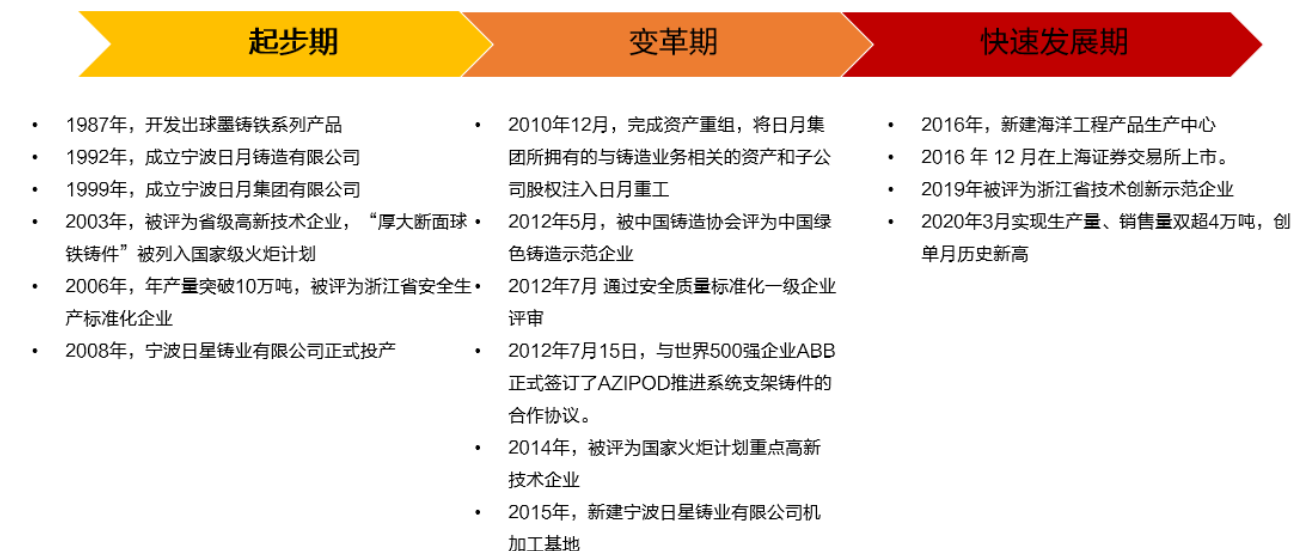 起步期
变革期
快速发展期
• 1987年，开发出球墨铸铁系列产品
• 1992年，成立宁波日月铸造有限公司
• 1999年，成立宁波日月集团有限公司
• 2003年，被评为省级高新技术企业，“厚大断面球
铁铸件”被列入国家级火炬计划
• 2006年，年产量突破10万吨，被评为浙江省安全生
产标准化企业
• 2008年，宁波日星铸业有限公司正式投产
• 2010年12月，完成资产重组，将日月集
团所拥有的与铸造业务相关的资产和子公
司股权注入日月重工
• 2012年5月，被中国铸造协会评为中国绿
色铸造示范企业
• 2012年7月 通过安全质量标准化一级企业
评审
• 2012年7月15日，与世界500强企业ABB
正式签订了AZIPOD推进系统支架铸件的
合作协议。
• 2014年，被评为国家火炬计划重点高新
技术企业
• 2015年，新建宁波日星铸业有限公司机
加工基地
• 2016年，新建海洋工程产品生产中心
• 2016 年 12 月在上海证券交易所上市。
• 2019年被评为浙江省技术创新示范企业
• 2020年3月实现生产量、销售量双超4万吨，创
单月历史新高